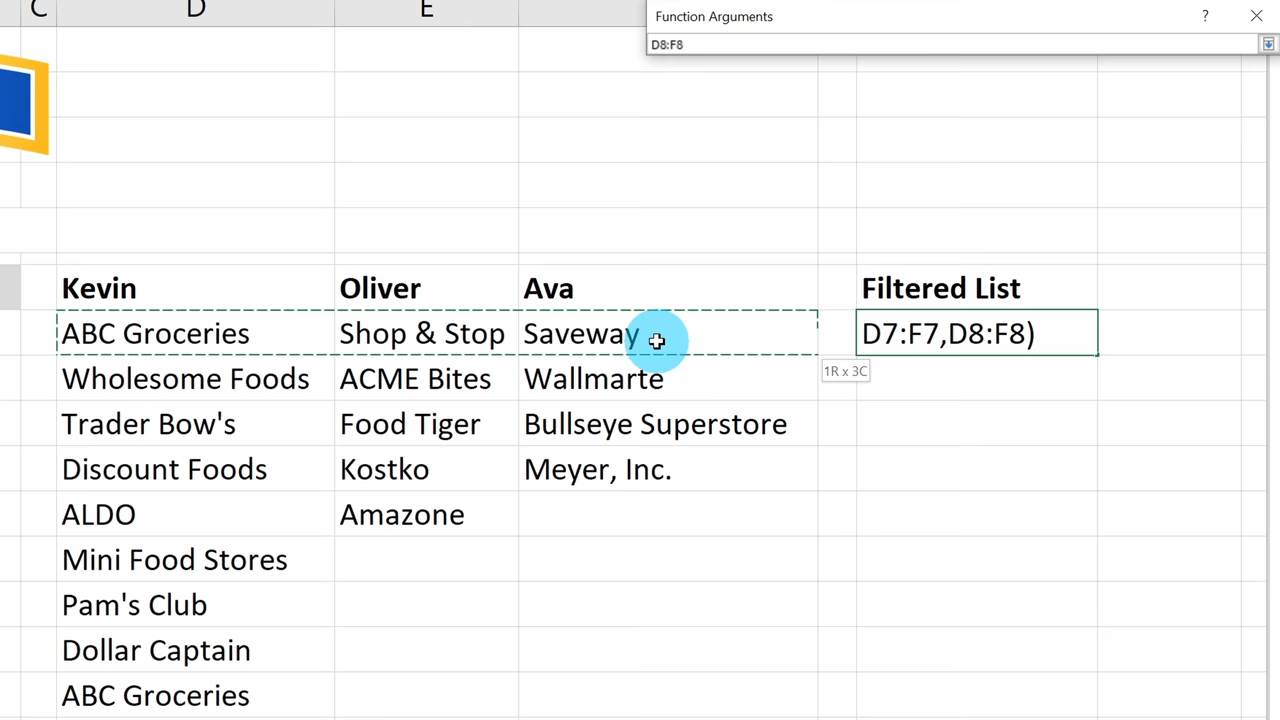 C D E
Function Arguments ?
D8:F8
Kevin Oliver Ava Filtered List
ABC Groceries Shop & Stop Saveway D7:F7,D8:F8)
1R x 3C
Wholesome Foods ACME Bites Wallmarte
Trader Bow's Food Tiger Bullseye Superstore
Discount Foods Kostko Meyer, Inc.
ALDO Amazone
Mini Food Stores
Pam's Club
Dollar Captain
ABC Groceries